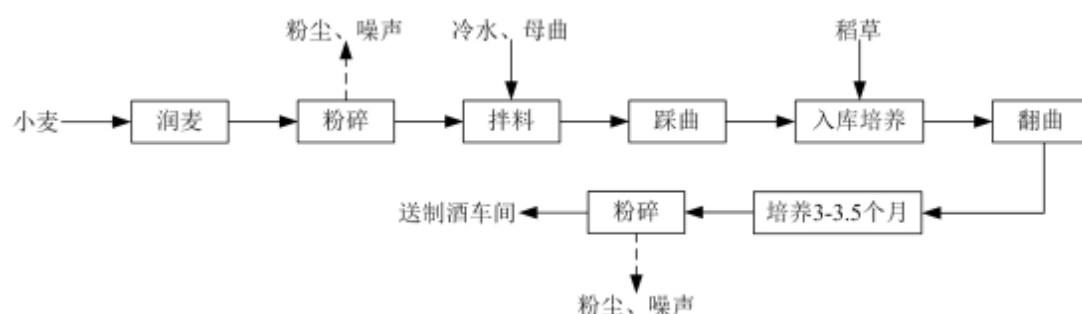 粉尘、噪声
冷水、母曲
稻草
小麦
润麦
粉碎
拌料
踩曲
入库培养
翻曲
培养3-3.5个月
粉碎
送制酒车间
粉尘、噪声